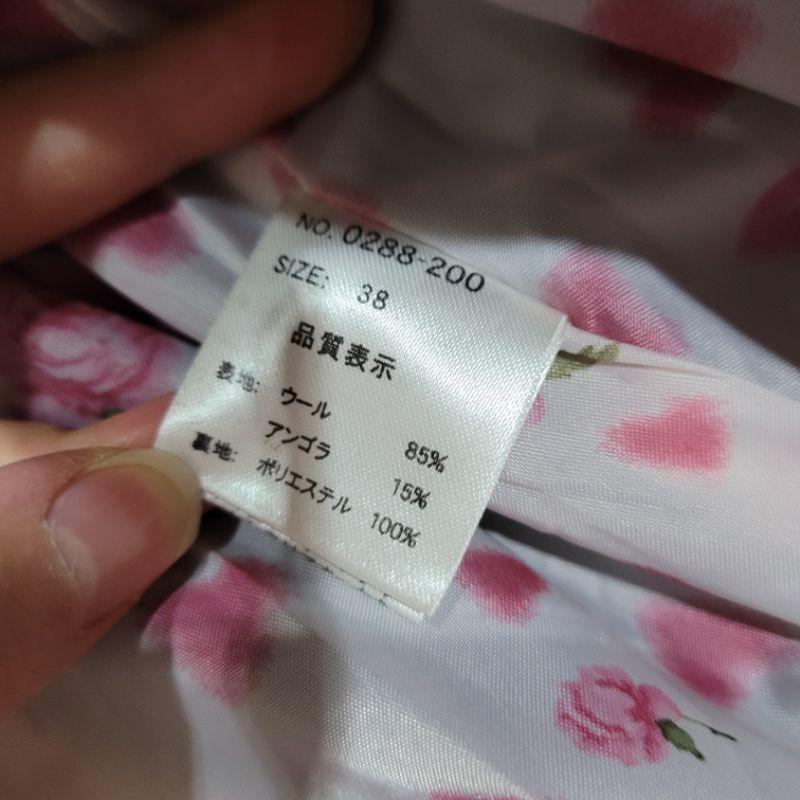 NO. 0288-200
SIZE: 38
品質表示
表地: ウール 85%
アンゴラ 15%
裏地: ポリエステル 100%